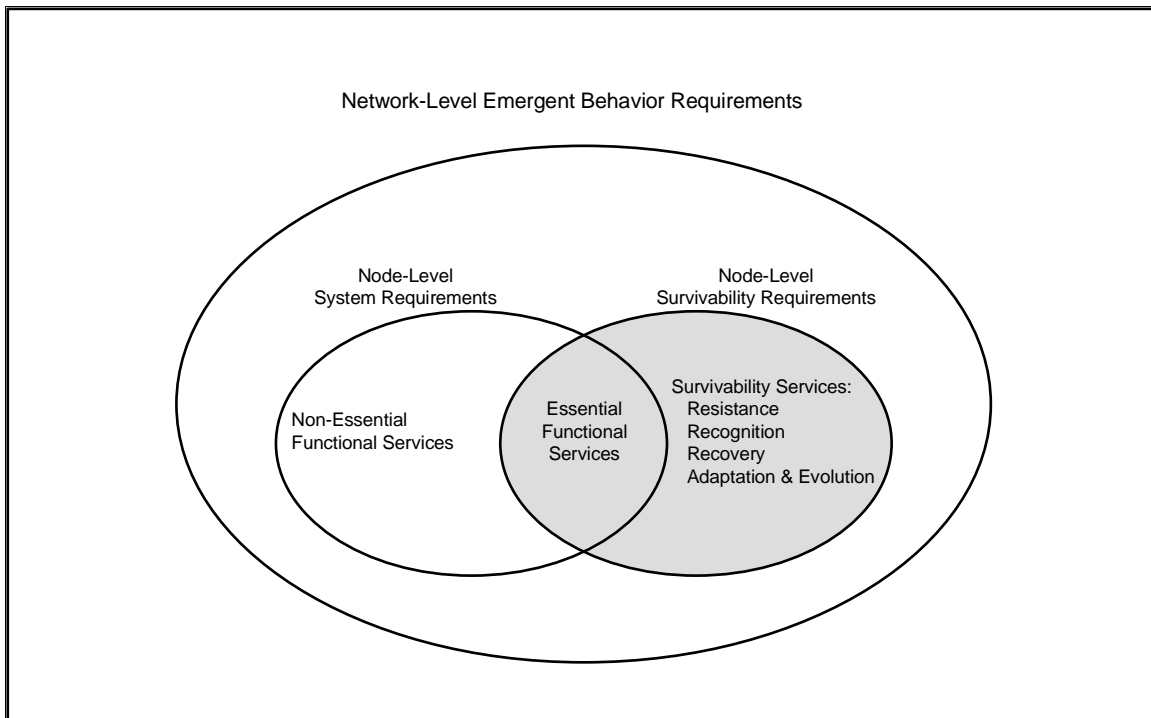 Network-Level Emergent Behavior Requirements
Node-Level
System Requirements
Node-Level
Survivability Requirements
Non-Essential
Functional Services
Essential
Functional
Services
Survivability Services:
Resistance
Recognition
Recovery
Adaptation & Evolution